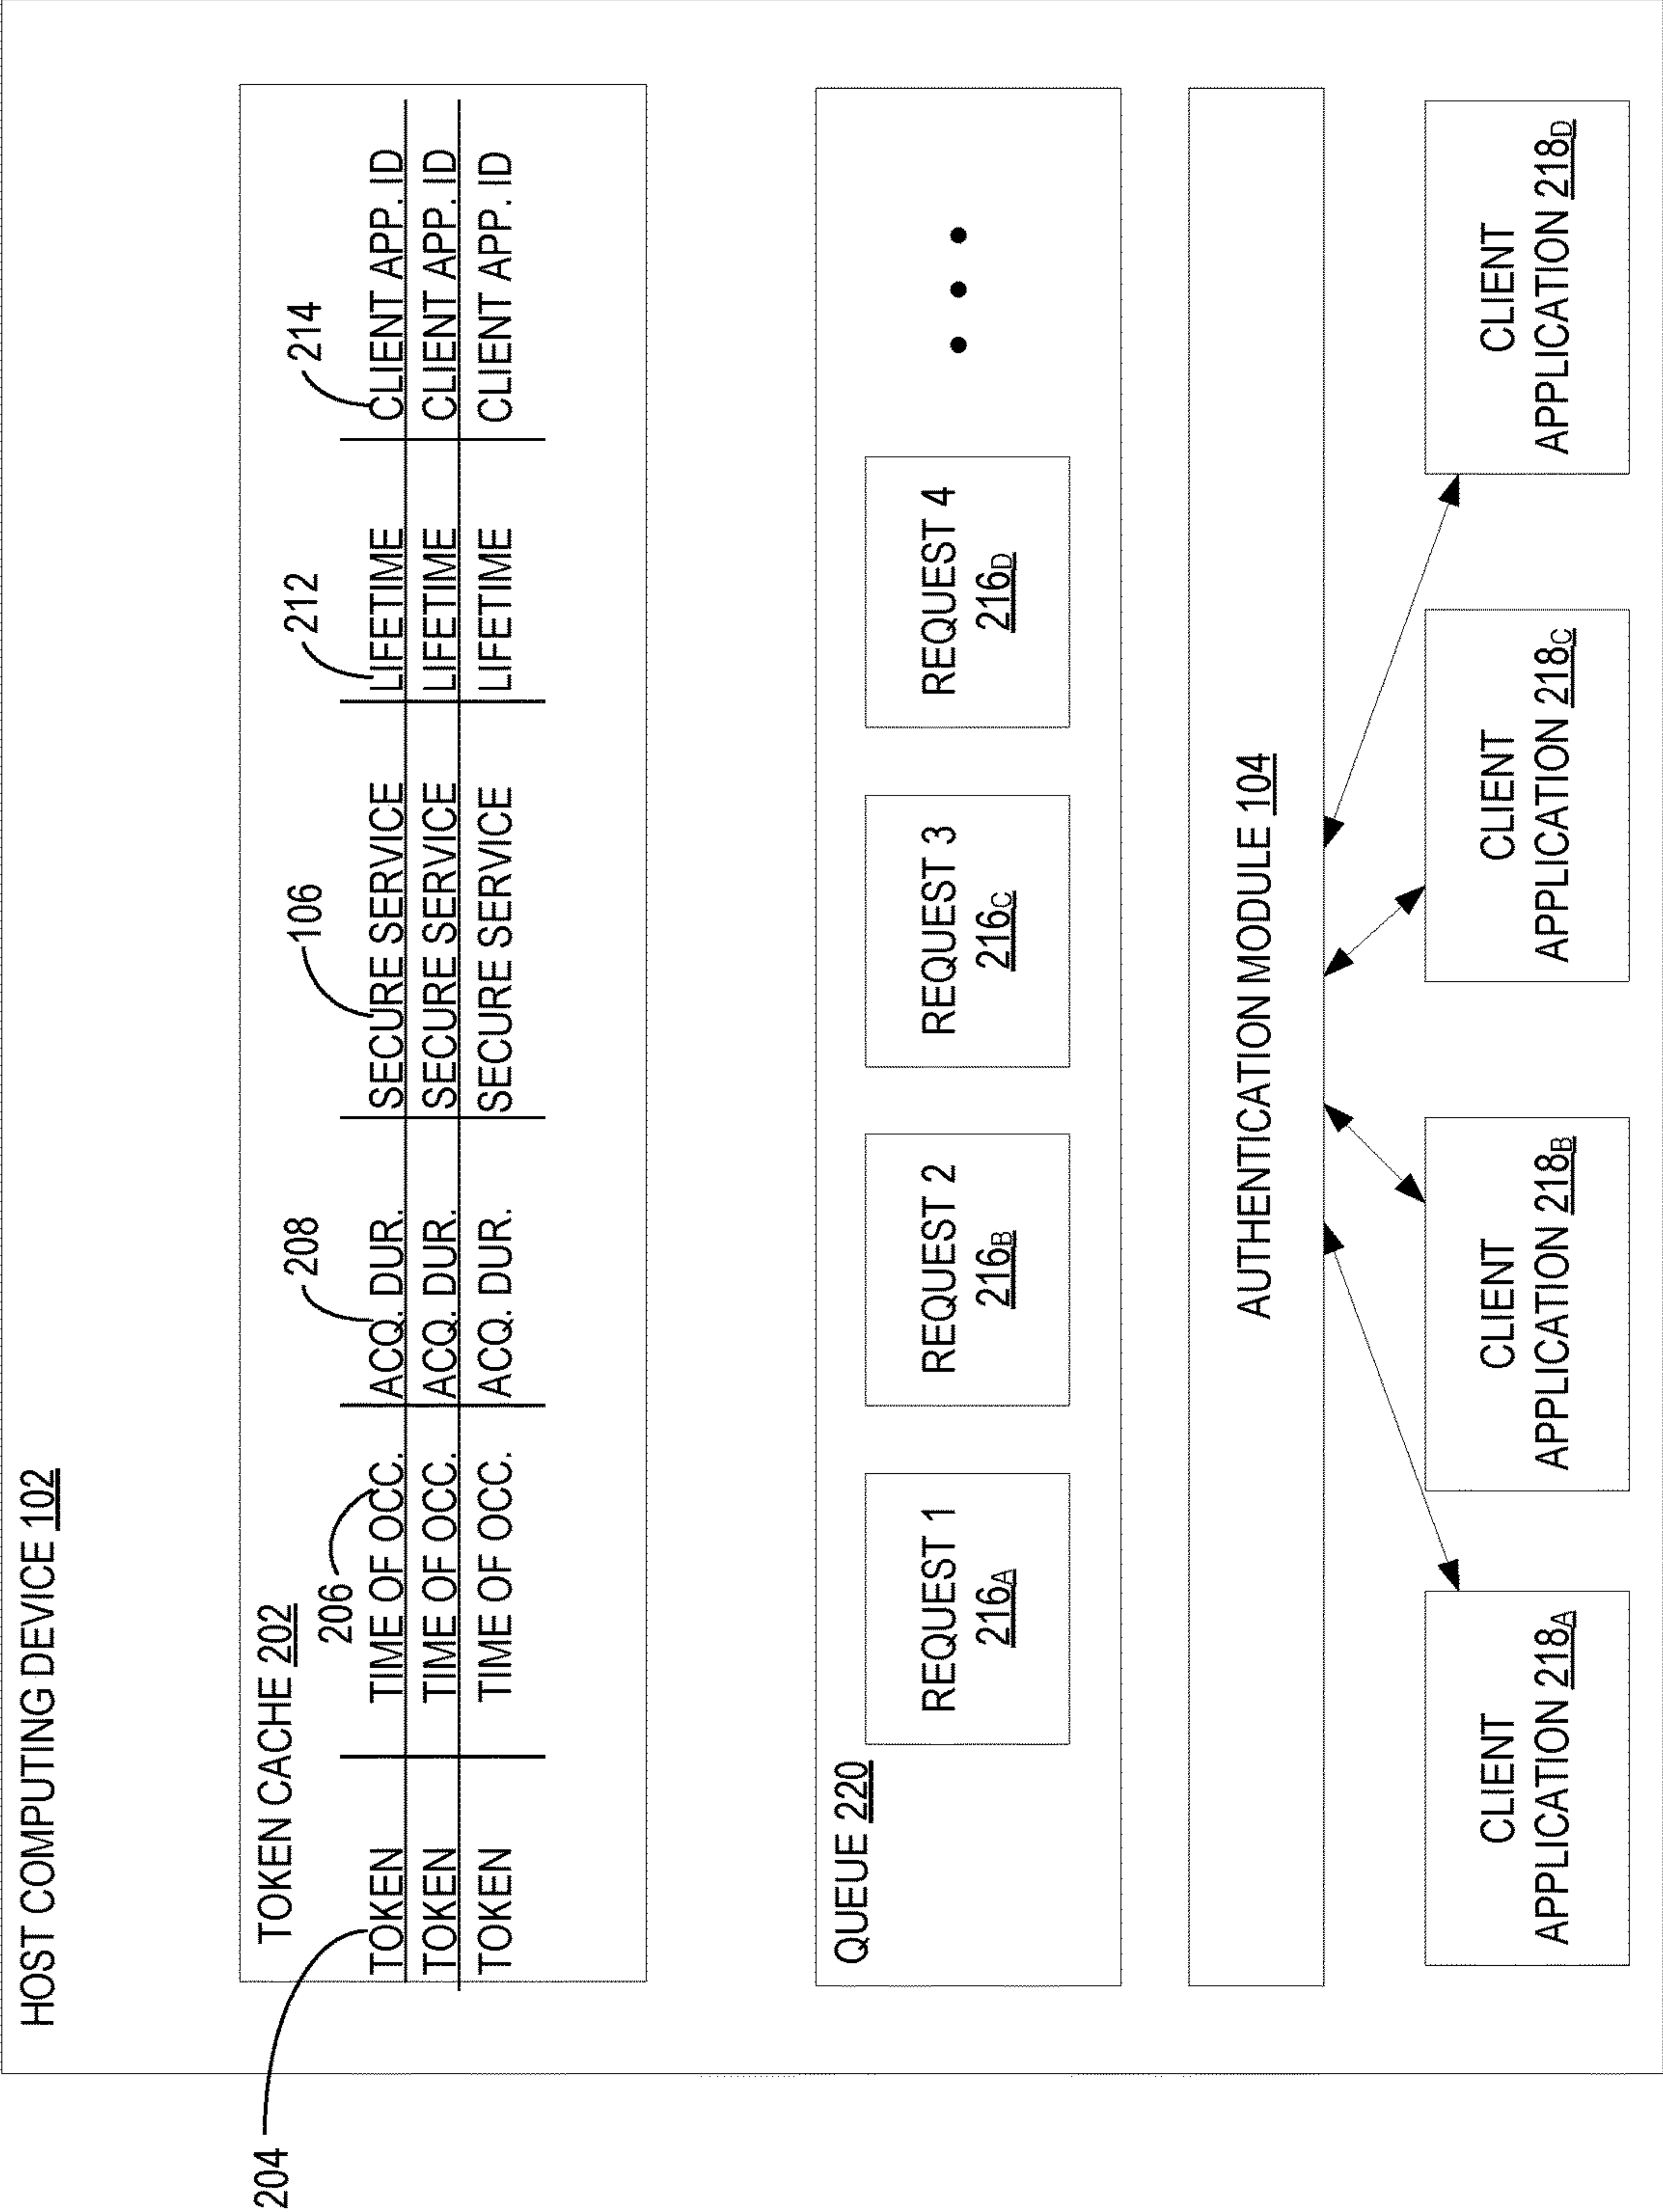 HOST COMPUTING DEVICE 102
TOKEN CACHE 202
204
206
208
106
212
214
TOKEN TIME OF OCC. ACQ. DUR. SECURE SERVICE LIFETIME CLIENT APP. ID
TOKEN TIME OF OCC. ACQ. DUR. SECURE SERVICE LIFETIME CLIENT APP. ID
TOKEN TIME OF OCC. ACQ. DUR. SECURE SERVICE LIFETIME CLIENT APP. ID
QUEUE 220
REQUEST 1
216A
REQUEST 2
216B
REQUEST 3
216C
REQUEST 4
216D
AUTHENTICATION MODULE 104
CLIENT
APPLICATION 218A
CLIENT
APPLICATION 218B
CLIENT
APPLICATION 218C
CLIENT
APPLICATION 218D